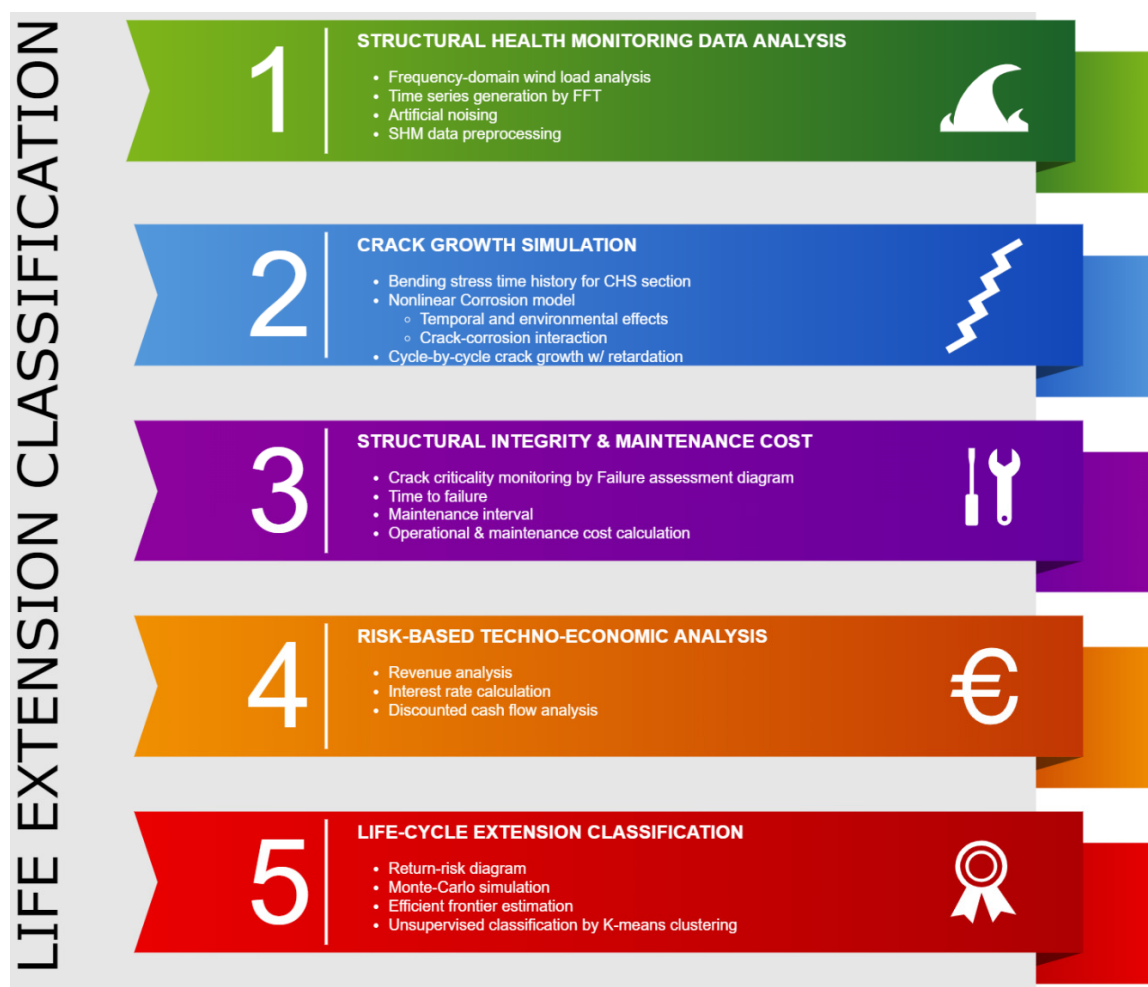 LIFE EXTENSION CLASSIFICATION
1
STRUCTURAL HEALTH MONITORING DATA ANALYSIS
• Frequency-domain wind load analysis
• Time series generation by FFT
• Artificial noising
• SHM data preprocessing
2
CRACK GROWTH SIMULATION
• Bending stress time history for CHS section
• Nonlinear Corrosion model
◦ Temporal and environmental effects
◦ Crack-corrosion interaction
• Cycle-by-cycle crack growth w/ retardation
3
STRUCTURAL INTEGRITY & MAINTENANCE COST
• Crack criticality monitoring by Failure assessment diagram
• Time to failure
• Maintenance interval
• Operational & maintenance cost calculation
4
RISK-BASED TECHNO-ECONOMIC ANALYSIS
• Revenue analysis
• Interest rate calculation
• Discounted cash flow analysis
€
5
LIFE-CYCLE EXTENSION CLASSIFICATION
• Return-risk diagram
• Monte-Carlo simulation
• Efficient frontier estimation
• Unsupervised classification by K-means clustering